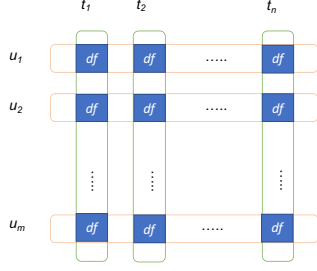 t1 t2 tn
u1 df df ..... df
u2 df df ..... df
..... .....
um df df ..... df